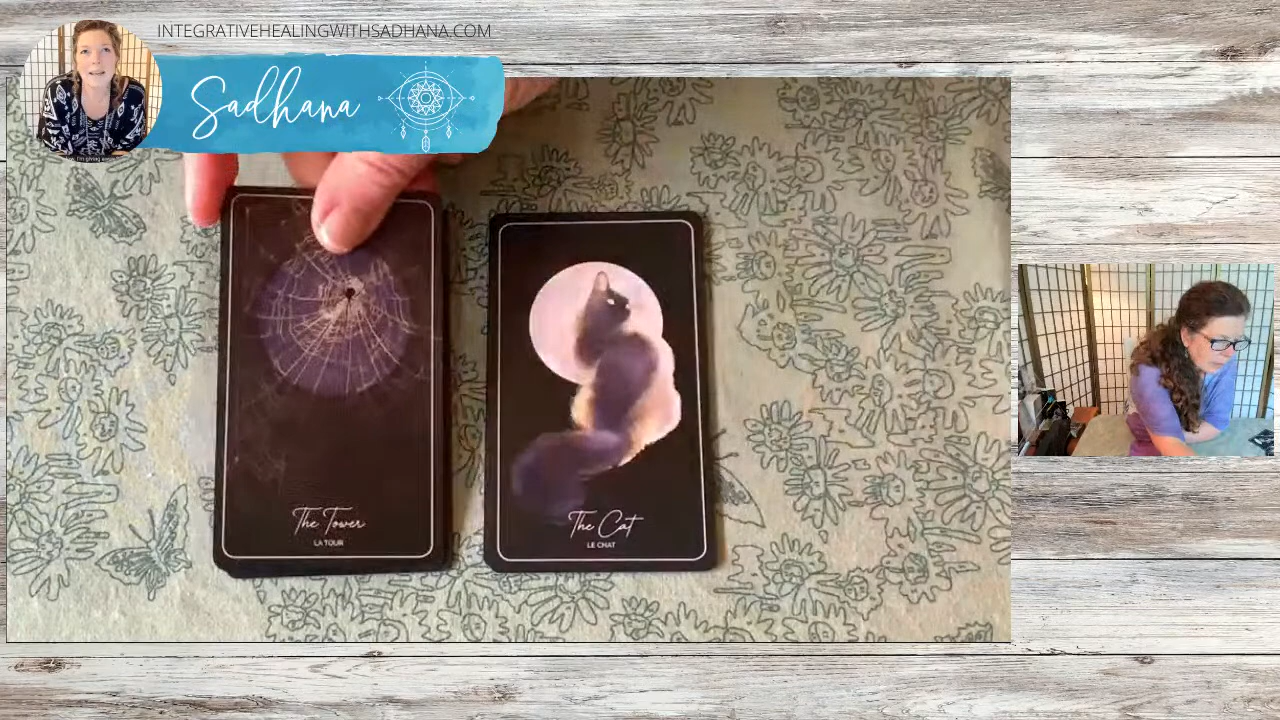 INTEGRATIVEHEALINGWITHSADHANA.COM
Sadhana
The Tower
LA TOUR
The Cat
LE CHAT